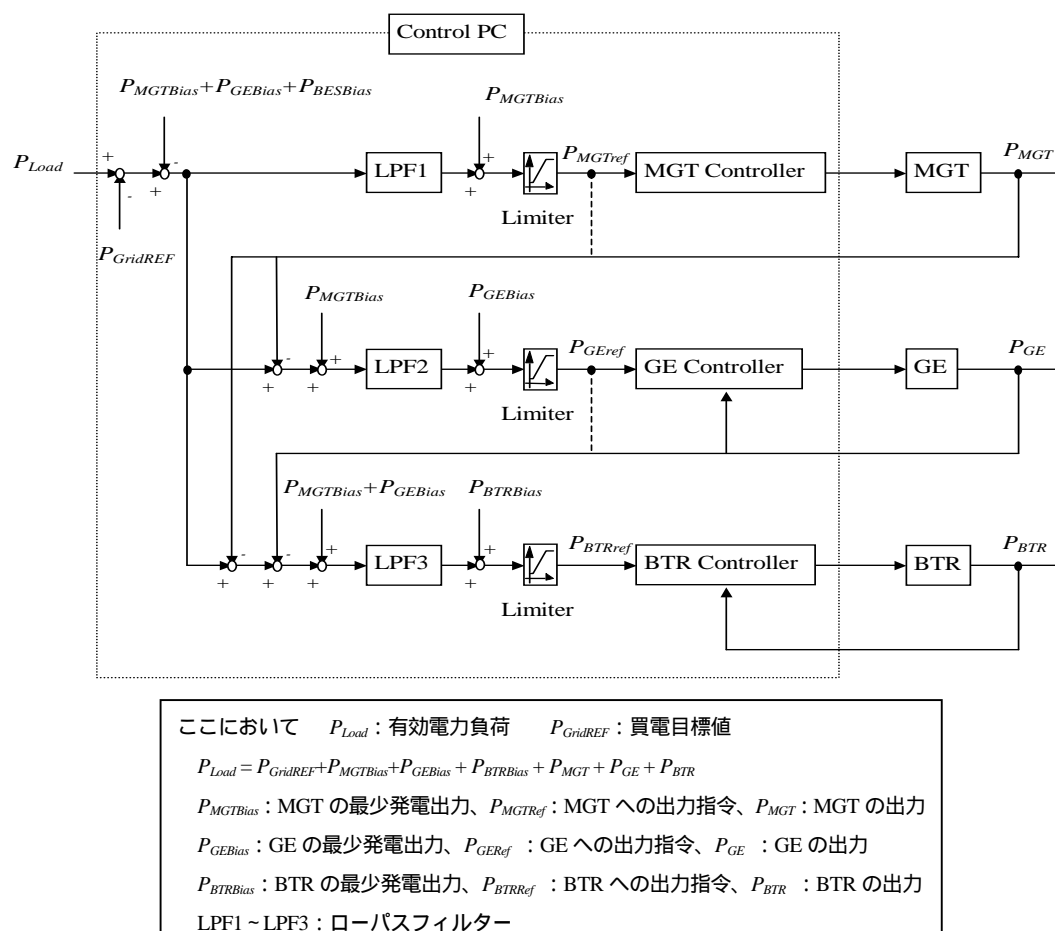 Control PC
P_MGTBias+P_GEBias+P_BESBias
P_MGTBias
P_Load
+
-
+
-
LPF1
+
+
P_MGTref
MGT Controller
MGT
P_MGT
Limiter
P_GridREF
P_MGTBias
P_GEBias
+
-
+
+
LPF2
+
+
P_GEref
GE Controller
GE
P_GE
Limiter
P_MGTBias+P_GEBias
P_BTRBias
+
-
+
-
+
+
LPF3
+
+
P_BTRref
BTR Controller
BTR
P_BTR
Limiter
ここにおいて P_Load：有効電力負荷 P_GridREF：買電目標値
P_Load = P_GridREF+P_MGTBias+P_GEBias + P_BTRBias + P_MGT + P_GE + P_BTR
P_MGTBias：MGT の最少発電出力、P_MGTRef：MGT への出力指令、P_MGT：MGT の出力
P_GEBias：GE の最少発電出力、P_GERef ：GE への出力指令、P_GE ：GE の出力
P_BTRBias：BTR の最少発電出力、P_BTRRef ：BTR への出力指令、P_BTR ：BTR の出力
LPF1 ~ LPF3：ローパスフィルター